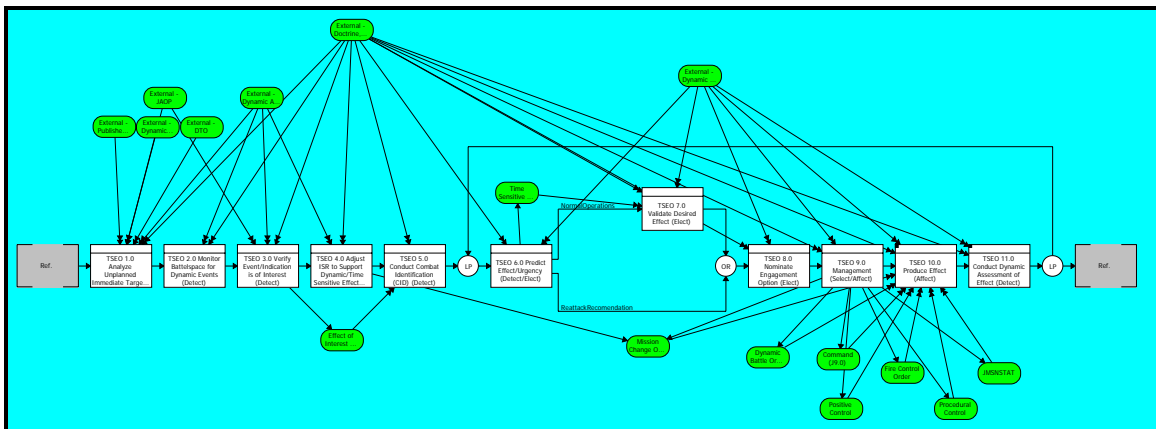 External -
Doctrine...
External -
Dynamic ...
External -
JAGP
External -
Dynamic A...
External -
Publishe...
External -
Dynamic...
External -
DTO
Time
Sensitive ...
NormalOperations
TSEO 7.0
Validate Desired
Effect (Elect)
Ref.
TSEO 1.0
Analyze
Unplanned
Immediate Targe...
TSEO 2.0 Monitor
Battelspace for
Dynamic Events
(Detect)
TSEO 3.0 Verify
Event/Indication
is of Interest
(Detect)
TSEO 4.0 Adjust
ISR to Support
Dynamic/Time
Sensitive Effect...
TSEO 5.0
Conduct Combat
Identification
(CID) (Detect)
LP
TSEO 6.0 Predict
Effect/Urgency
(Detect/Elect)
OR
TSEO 8.0
Nominate
Engagement
Option (Elect)
TSEO 9.0
Management
(Select/Affect)
TSEO 10.0
Produce Effect
(Affect)
TSEO 11.0
Conduct Dynamic
Assessment of
Effect (Detect)
LP
Ref.
ReattackRecomendation
Effect of
Interest ...
Mission
Change O...
Dynamic
Battle Or...
Command
(J9.0)
Fire Control
Order
JMSNSTAT
Positive
Control
Procedural
Control